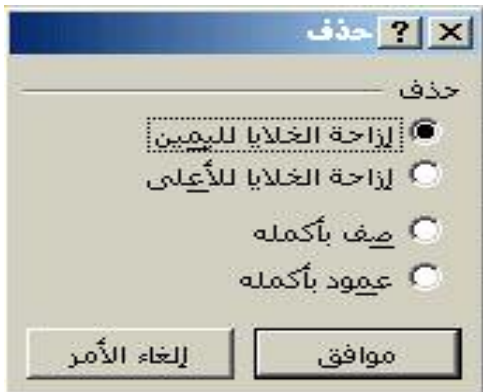 حذف
حذف
إزاحة الخلايا لليمين
إزاحة الخلايا للأعلى
صف بأكمله
عمود بأكمله
موافق
إلغاء الأمر